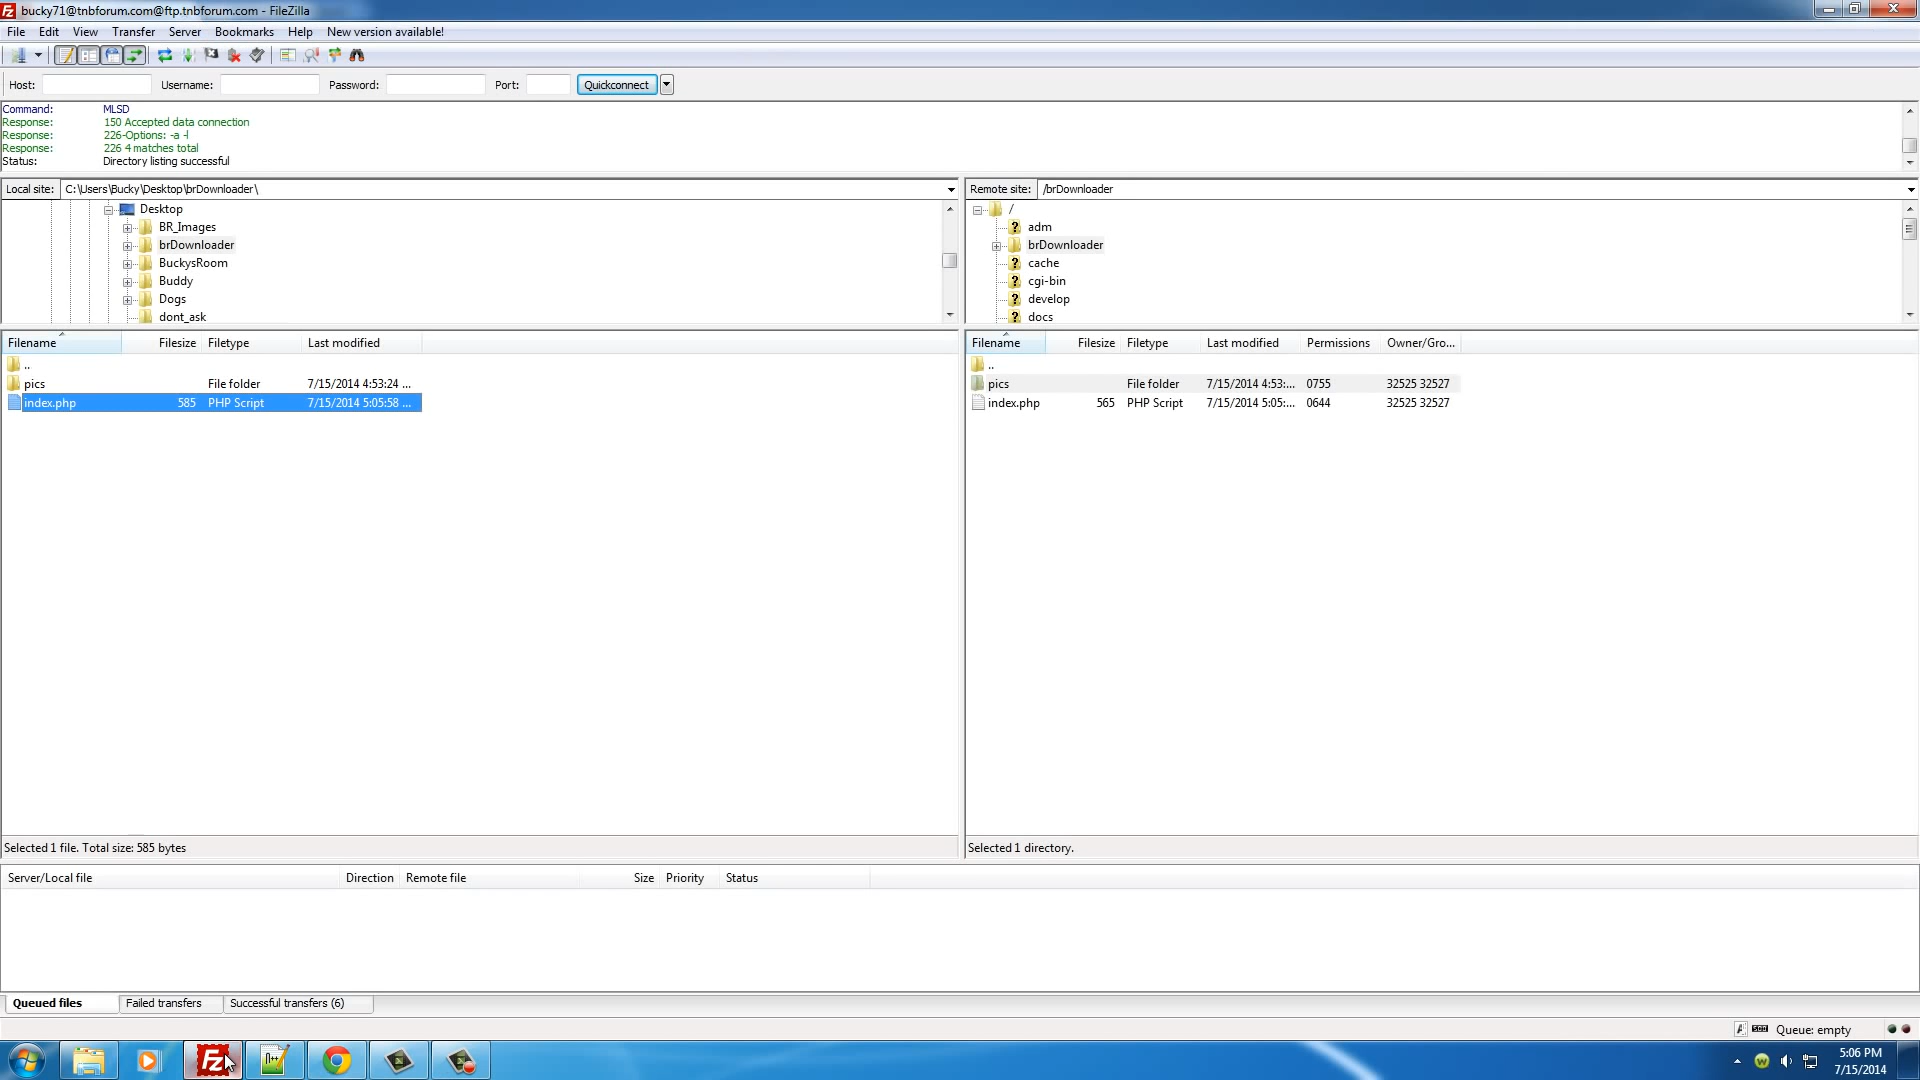 bucky71@tnbforum.com@ftp.tnbforum.com - FileZilla
File Edit View Transfer Server Bookmarks Help New version available!
Host: Username: Password: Port: Quickconnect
Command: MLSD
Response: 150 Accepted data connection
Response: 226-Options: -a -l
Response: 226 4 matches total
Status: Directory listing successful
Local site: C:\Users\Bucky\Desktop\brDownloader\
Desktop
BR_Images
brDownloader
BuckysRoom
Buddy
Dogs
dont_ask
Remote site: /brDownloader
/
adm
brDownloader
cache
cgi-bin
develop
docs
Filename Filesize Filetype Last modified
..
pics File folder 7/15/2014 4:53:24 ...
index.php 585 PHP Script 7/15/2014 5:05:58 ...
Selected 1 file. Total size: 585 bytes
Filename Filesize Filetype Last modified Permissions Owner/Gro...
..
pics File folder 7/15/2014 4:53:... 0755 32525 32527
index.php 565 PHP Script 7/15/2014 5:05:... 0644 32525 32527
Selected 1 directory.
Server/Local file Direction Remote file Size Priority Status
Queued files Failed transfers Successful transfers (6)
Queue: empty
5:06 PM
7/15/2014